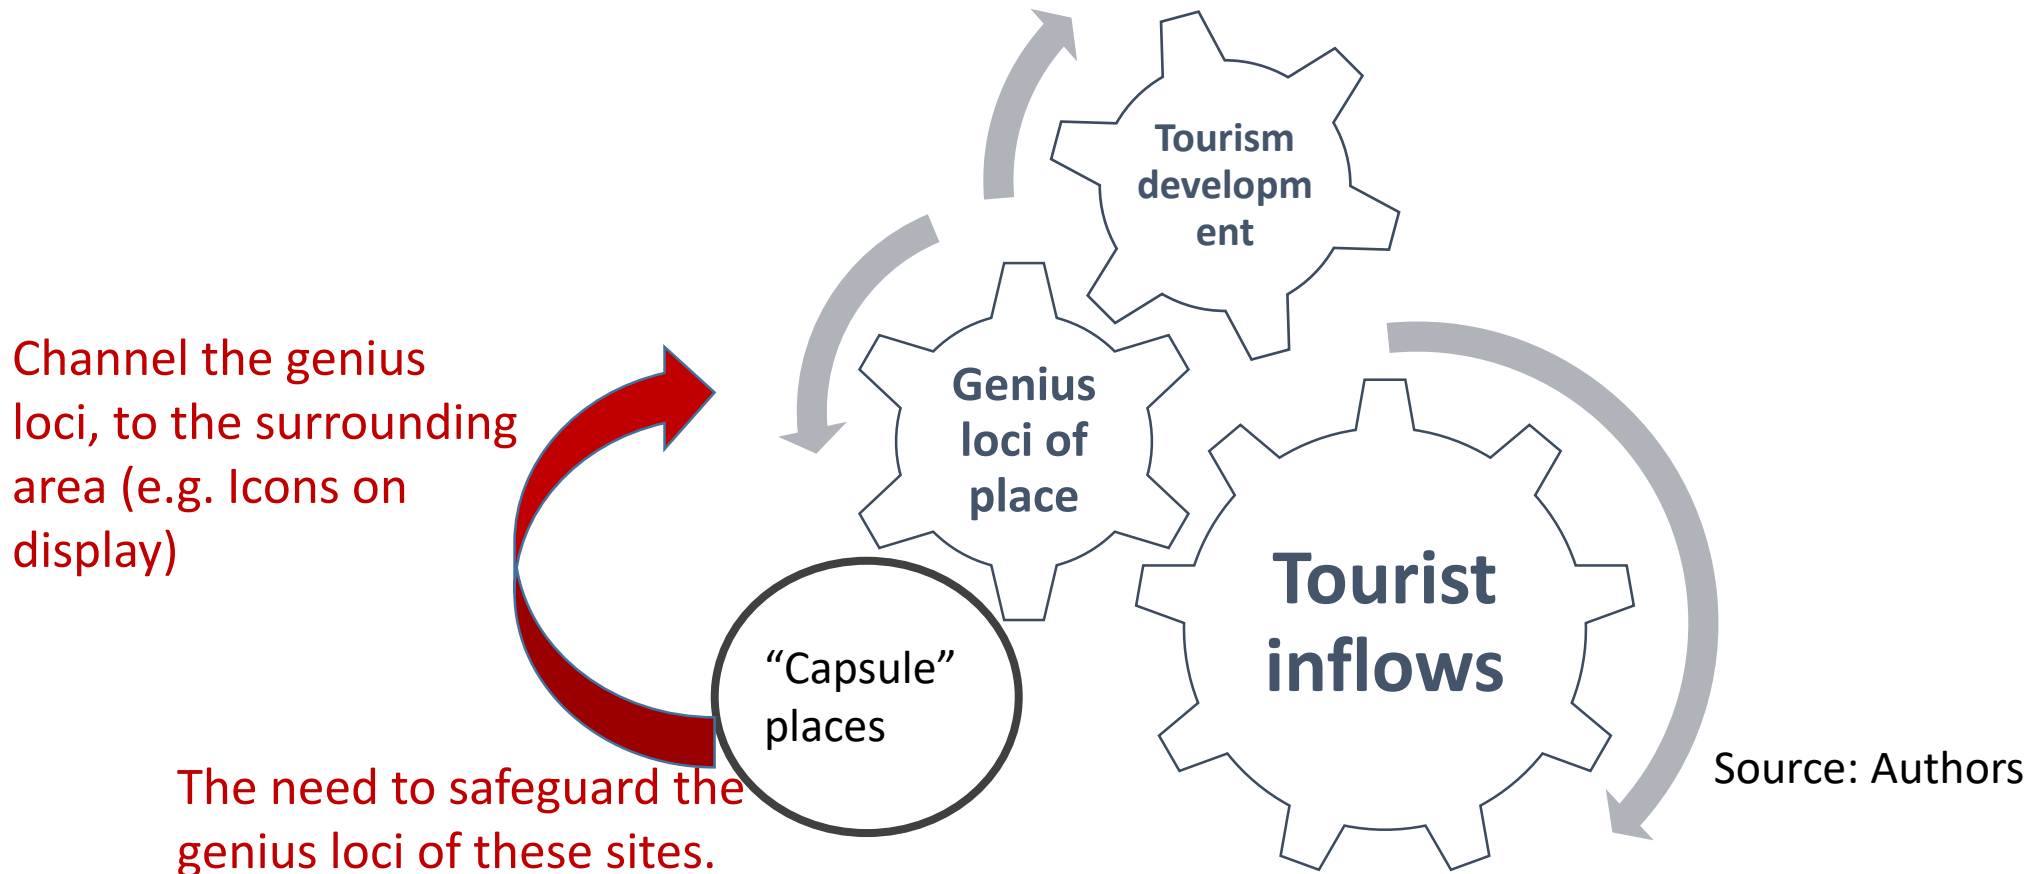 Tourism
developm
ent
Channel the genius
loci, to the surrounding
area (e.g. Icons on
display)
Genius
loci of
place
Tourist
inflows
“Capsule”
places
Source: Authors
The need to safeguard the
genius loci of these sites.